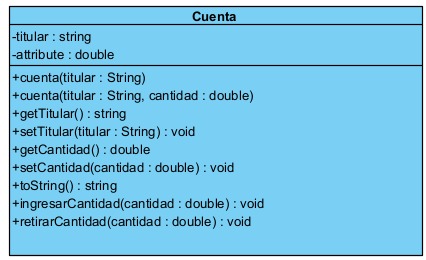 Cuenta
-titular : string
-attribute : double
+cuenta(titular : String)
+cuenta(titular : String, cantidad : double)
+getTitular() : string
+setTitular(titular : String) : void
+getCantidad() : double
+setCantidad(cantidad : double) : void
+toString() : string
+ingresarCantidad(cantidad : double) : void
+retirarCantidad(cantidad : double) : void